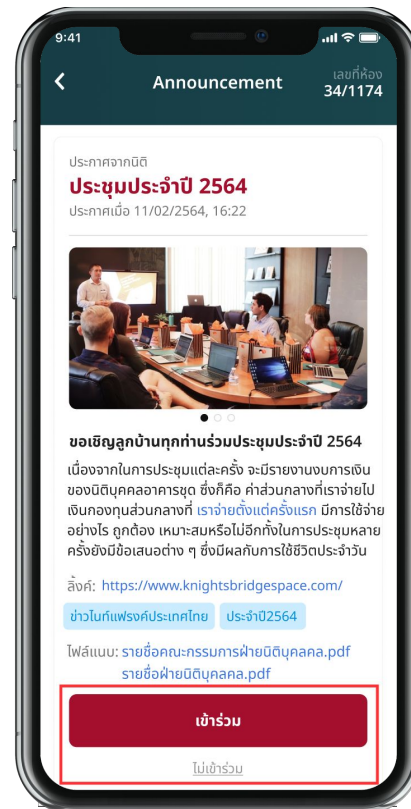 9:41
Announcement
เลขที่ห้อง
34/1174
ประกาศจากนิติ
ประชุมประจำปี 2564
ประกาศเมื่อ 11/02/2564, 16:22
ขอเชิญลูกบ้านทุกท่านร่วมประชุมประจำปี 2564
เนื่องจากในการประชุมแต่ละครั้ง จะมีรายงานงบการเงิน
ของนิติบุคคลอาคารชุด ซึ่งก็คือ ค่าส่วนกลางที่เราจ่ายไป
เงินกองทุนส่วนกลางที่ เราจ่ายตั้งแต่ครั้งแรก มีการใช้จ่าย
อย่างไร ถูกต้อง เหมาะสมหรือไม่อีกทั้งในการประชุมหลาย
ครั้งยังมีข้อเสนอต่าง ๆ ซึ่งมีผลกับการใช้ชีวิตประจำวัน
ลิ้งค์: https://www.knightsbridgespace.com/
ข่าวไนท์แฟรงค์ประเทศไทย ประจำปี2564
ไฟล์แนบ: รายชื่อคณะกรรมการฝ่ายนิติบุคลคล.pdf
รายชื่อฝ่ายนิติบุคลคล.pdf
เข้าร่วม
ไม่เข้าร่วม